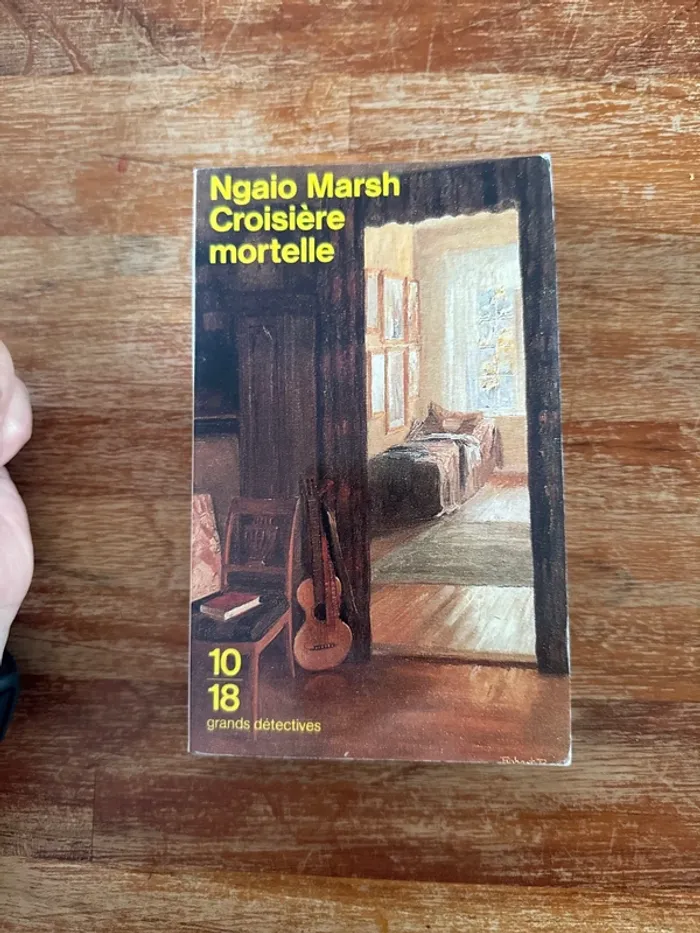 Ngaio Marsh
Croisière
mortelle
10
18
grands détectives